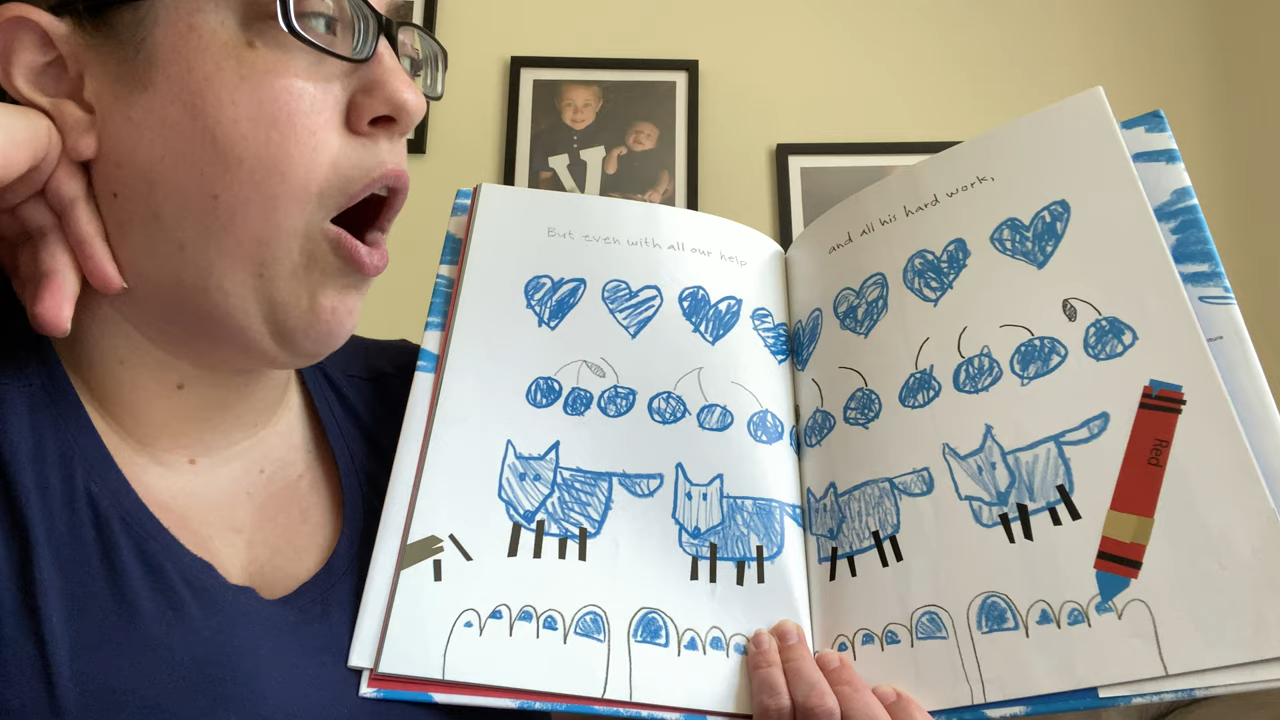 But even with all our help
and all his hard work,
Red
V